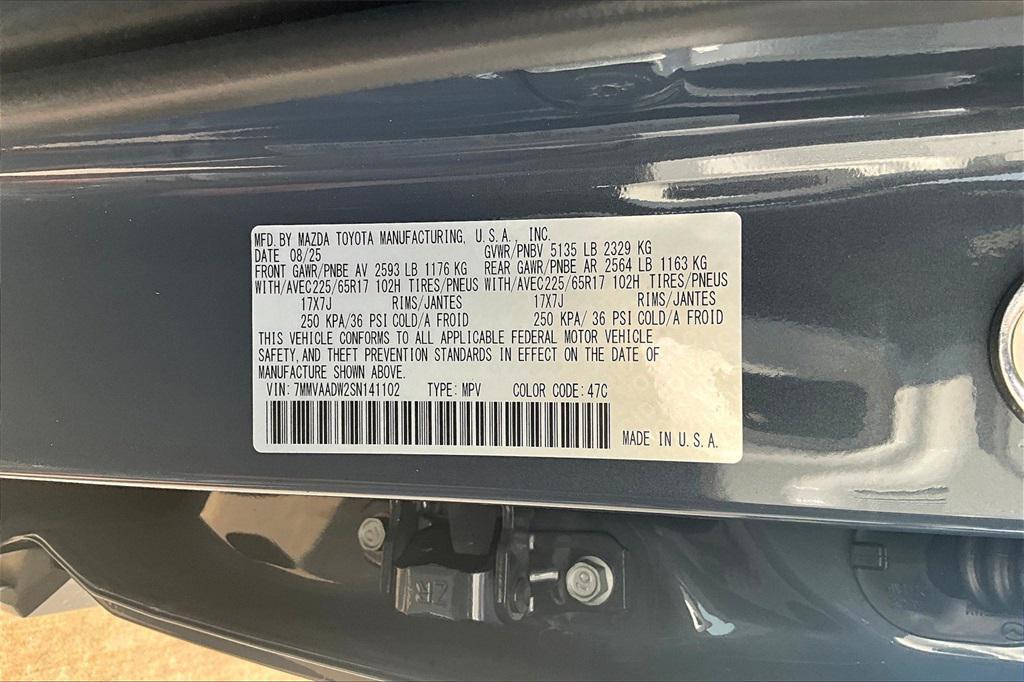 MFD. BY MAZDA TOYOTA MANUFACTURING, U.S.A. INC.
DATE 08/25 GVWR/PNBV 5135 LB 2329 KG
FRONT GAWR/PNBE AV 2593 LB 1176 KG REAR GAWR/PNBE AR 2564 LB 1163 KG
WITH/AVEC225/65R17 102H TIRES/PNEUS WITH/AVEC225/65R17 102H TIRES/PNEUS
17X7J RIMS/JANTES 17X7J RIMS/JANTES
250 KPA/36 PSI COLD/A FROID 250 KPA/ 36 PSI COLD/A FROID
THIS VEHICLE CONFORMS TO ALL APPLICABLE FEDERAL MOTOR VEHICLE
SAFETY, AND THEFT PREVENTION STANDARDS IN EFFECT ON THE DATE OF
MANUFACTURE SHOWN ABOVE.
VIN: 7MMVAADW2SN141102 TYPE: MPV COLOR CODE: 47C
MADE IN U.S.A.